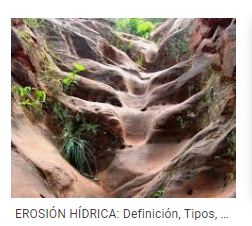 EROSIÓN HÍDRICA: Definición, Tipos, ...